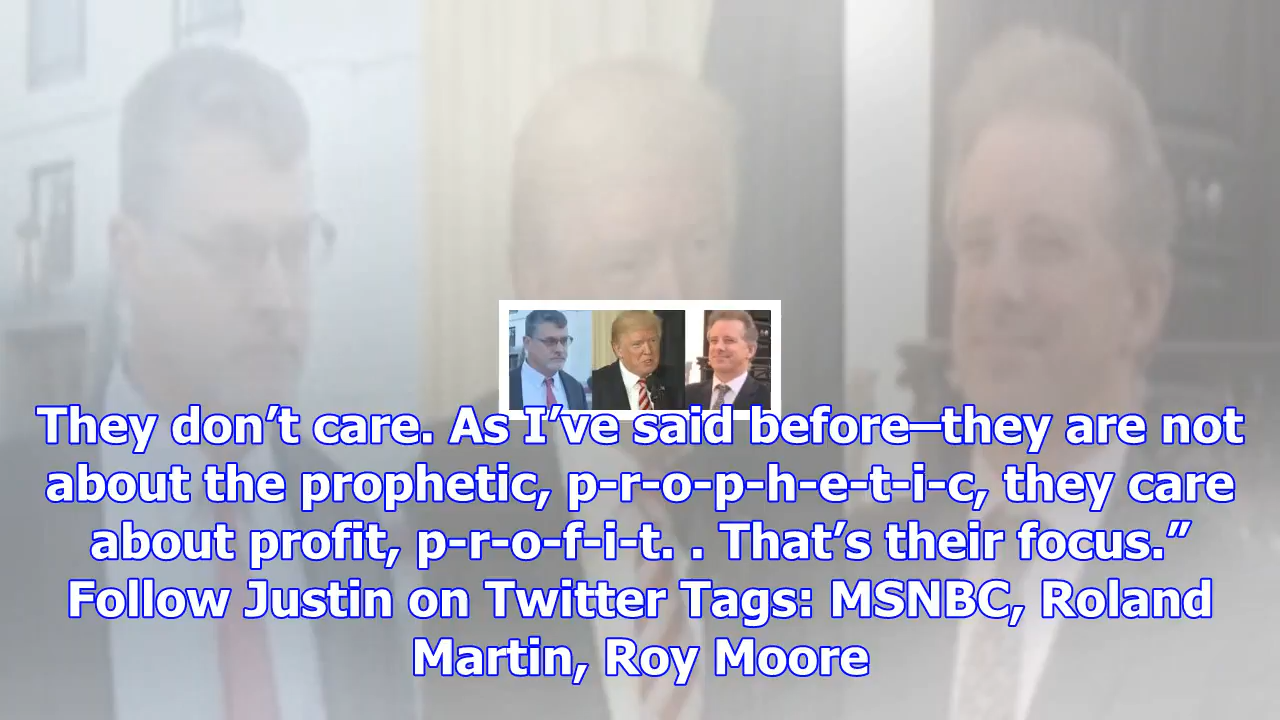 They don’t care. As I’ve said before—they are not
about the prophetic, p-r-o-p-h-e-t-i-c, they care
about profit, p-r-o-f-i-t. . That’s their focus.”
Follow Justin on Twitter Tags: MSNBC, Roland
Martin, Roy Moore